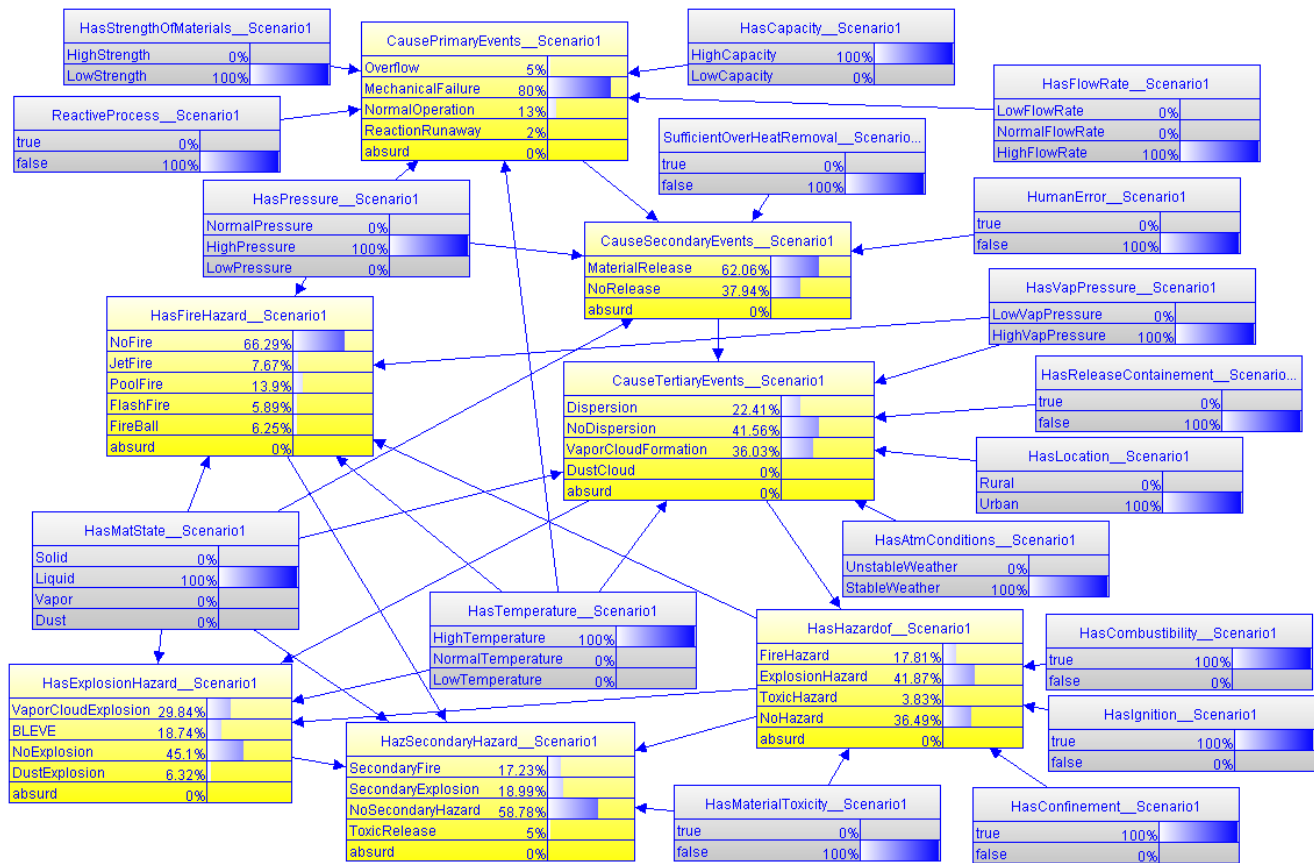 HasStrengthOfMaterials__Scenario1
HighStrength 0%
LowStrength 100%
CausePrimaryEvents__Scenario1
Overflow 5%
MechanicalFailure 80%
NormalOperation 13%
ReactionRunaway 2%
absurd 0%
HasCapacity__Scenario1
HighCapacity 100%
LowCapacity 0%
HasFlowRate__Scenario1
LowFlowRate 0%
NormalFlowRate 0%
HighFlowRate 100%
ReactiveProcess__Scenario1
true 0%
false 100%
SufficientOverHeatRemoval__Scenario...
true 0%
false 100%
HasPressure__Scenario1
NormalPressure 0%
HighPressure 100%
LowPressure 0%
HumanError__Scenario1
true 0%
false 100%
CauseSecondaryEvents__Scenario1
MaterialRelease 62.06%
NoRelease 37.94%
absurd 0%
HasVapPressure__Scenario1
LowVapPressure 0%
HighVapPressure 100%
HasFireHazard__Scenario1
NoFire 66.29%
JetFire 7.67%
PoolFire 13.9%
FlashFire 5.89%
FireBall 6.25%
absurd 0%
CauseTertiaryEvents__Scenario1
Dispersion 22.41%
NoDispersion 41.56%
VaporCloudFormation 36.03%
DustCloud 0%
absurd 0%
HasReleaseContainement__Scenario...
true 0%
false 100%
HasLocation__Scenario1
Rural 0%
Urban 100%
HasMatState__Scenario1
Solid 0%
Liquid 100%
Vapor 0%
Dust 0%
HasAtmConditions__Scenario1
UnstableWeather 0%
StableWeather 100%
HasTemperature__Scenario1
HighTemperature 100%
NormalTemperature 0%
LowTemperature 0%
HasHazardof__Scenario1
FireHazard 17.81%
ExplosionHazard 41.87%
ToxicHazard 3.83%
NoHazard 36.49%
absurd 0%
HasCombustibility__Scenario1
true 100%
false 0%
HasExplosionHazard__Scenario1
VaporCloudExplosion 29.84%
BLEVE 18.74%
NoExplosion 45.1%
DustExplosion 6.32%
absurd 0%
HasIgnition__Scenario1
true 100%
false 0%
HazSecondaryHazard__Scenario1
SecondaryFire 17.23%
SecondaryExplosion 18.99%
NoSecondaryHazard 58.78%
ToxicRelease 5%
absurd 0%
HasMaterialToxicity__Scenario1
true 0%
false 100%
HasConfinement__Scenario1
true 100%
false 0%